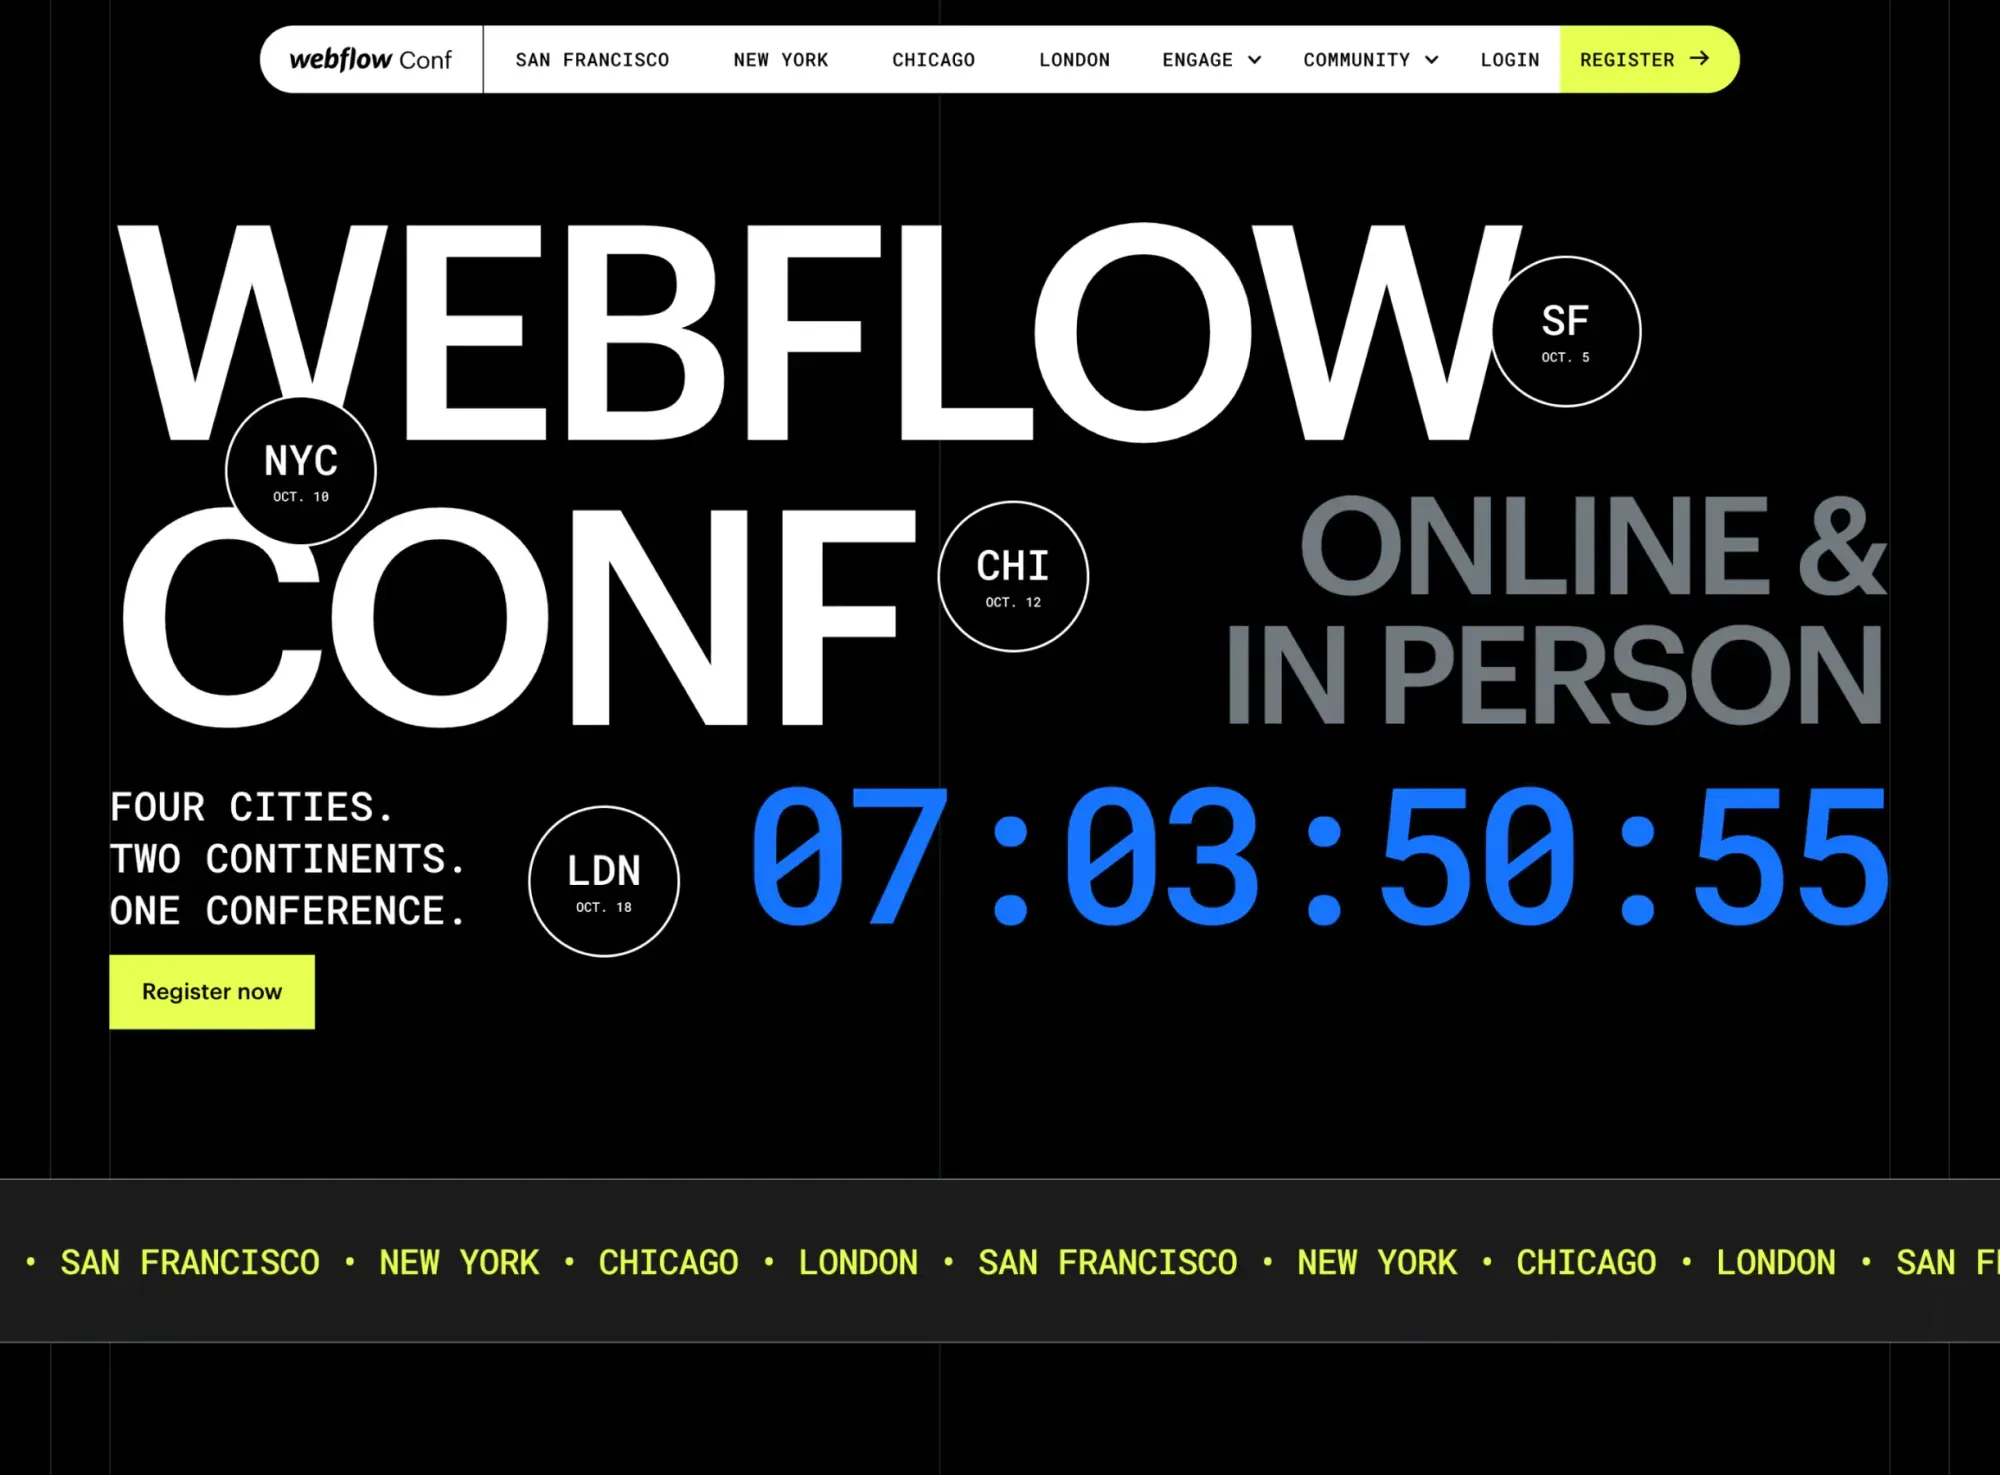 webflow Conf
SAN FRANCISCO
NEW YORK
CHICAGO
LONDON
ENGAGE
COMMUNITY
LOGIN
REGISTER →
WEBFLOW
SF
OCT. 5
NYC
OCT. 10
CONF
CHI
OCT. 12
ONLINE &
IN PERSON
FOUR CITIES.
TWO CONTINENTS.
ONE CONFERENCE.
LDN
OCT. 18
07:03:50:55
Register now
• SAN FRANCISCO • NEW YORK • CHICAGO • LONDON • SAN FRANCISCO • NEW YORK • CHICAGO • LONDON • SAN F